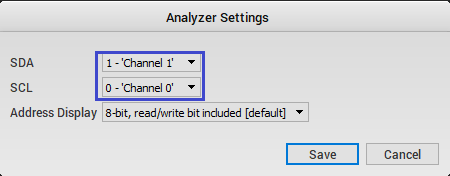 Analyzer Settings
SDA 1 - 'Channel 1'
SCL 0 - 'Channel 0'
Address Display 8-bit, read/write bit included [default]
Save Cancel